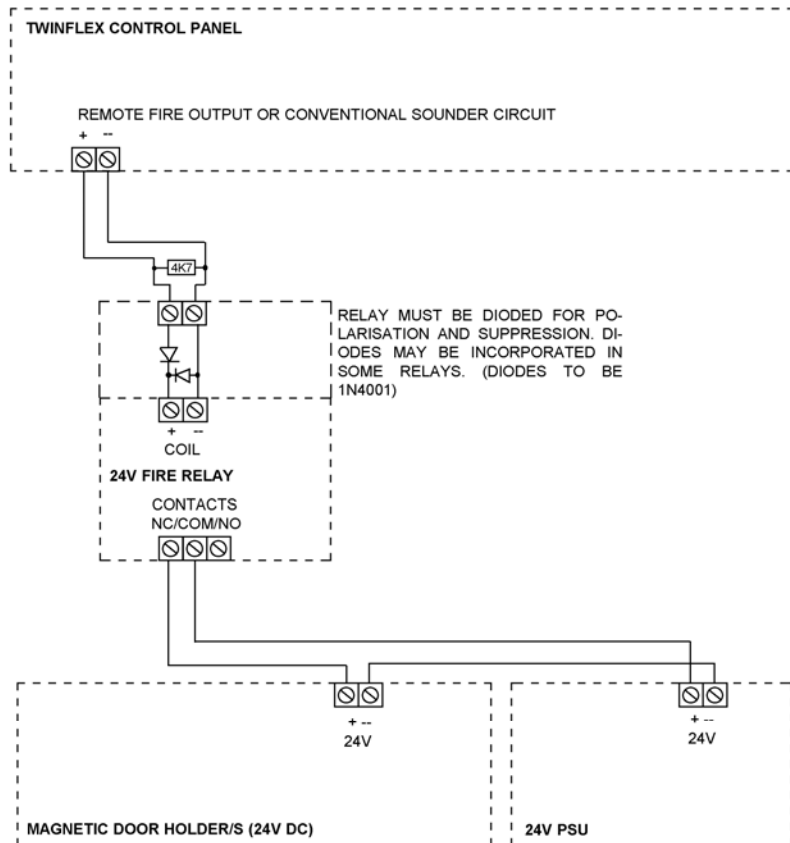 TWINFLEX CONTROL PANEL
REMOTE FIRE OUTPUT OR CONVENTIONAL SOUNDER CIRCUIT
+ --
4K7
RELAY MUST BE DIODED FOR PO-
LARISATION AND SUPPRESSION. DI-
ODES MAY BE INCORPORATED IN
SOME RELAYS. (DIODES TO BE
1N4001)
+ --
COIL
24V FIRE RELAY
CONTACTS
NC/COM/NO
+ --
24V
+ --
24V
MAGNETIC DOOR HOLDER/S (24V DC)
24V PSU